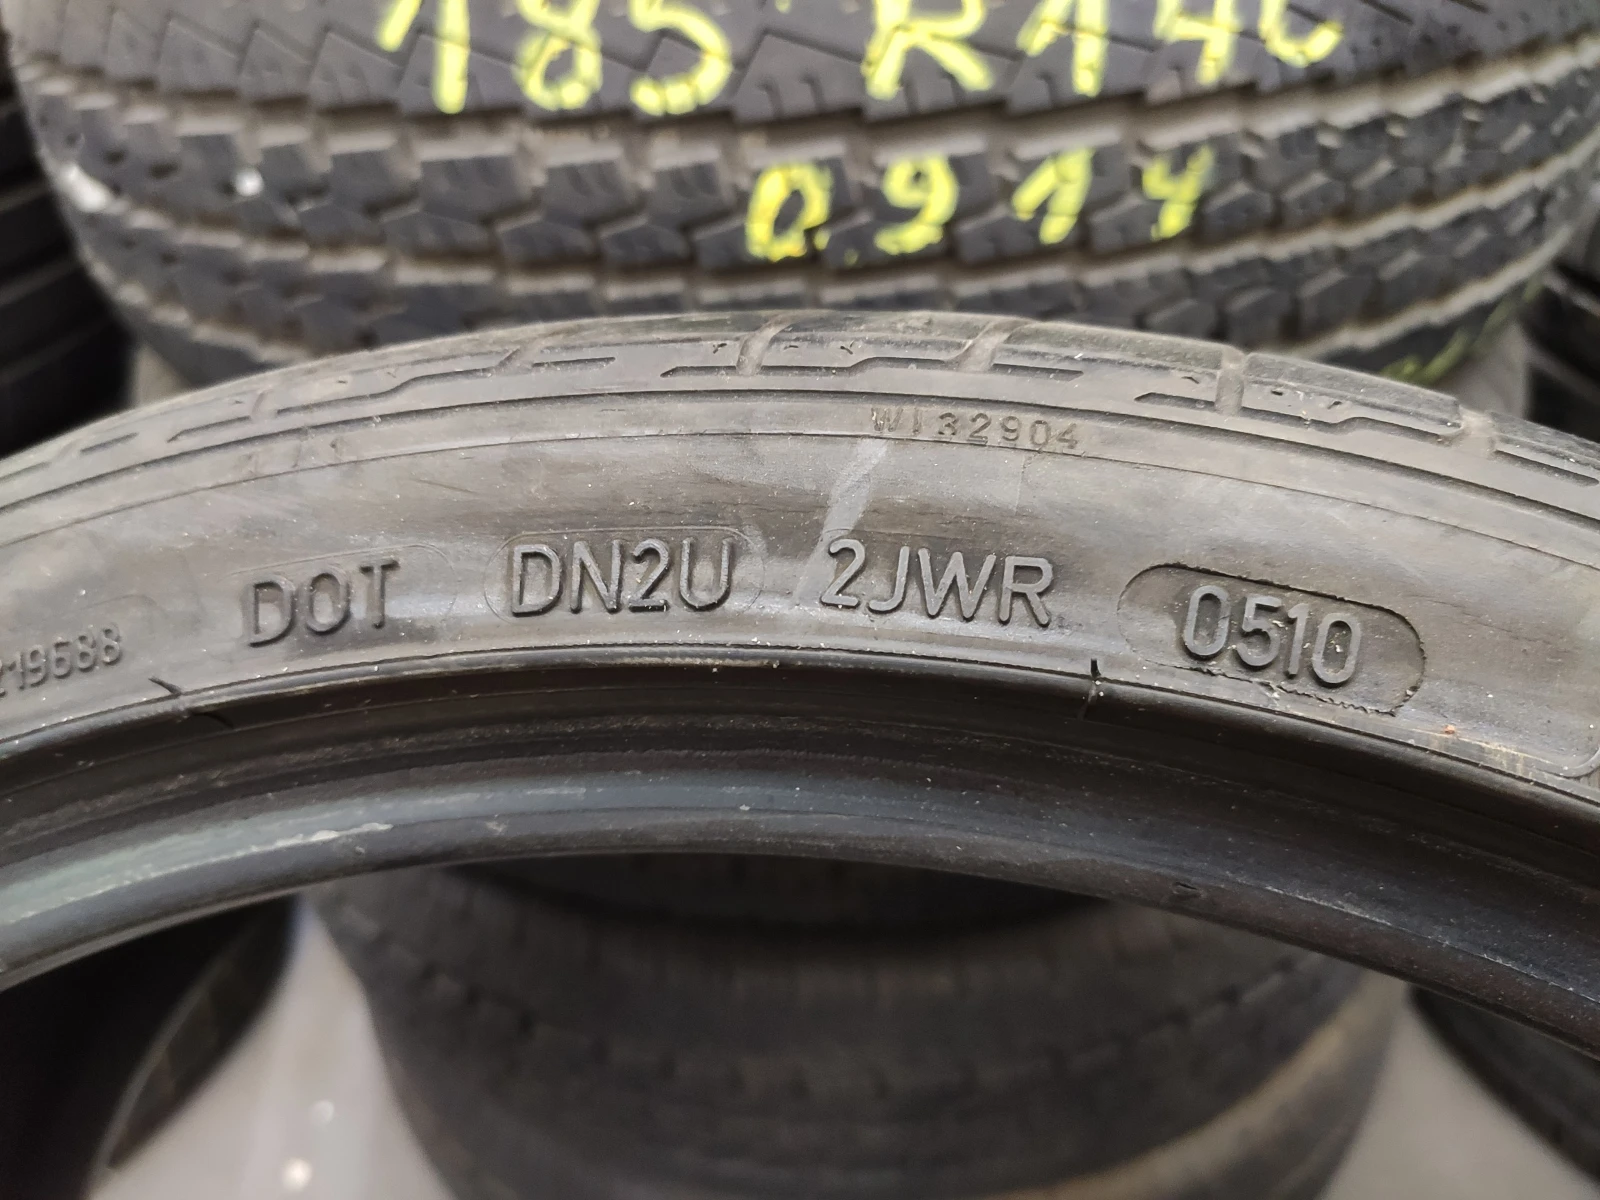 185 R14C
0914
WI32904
DOT DN2U 2JWR 0510
219688